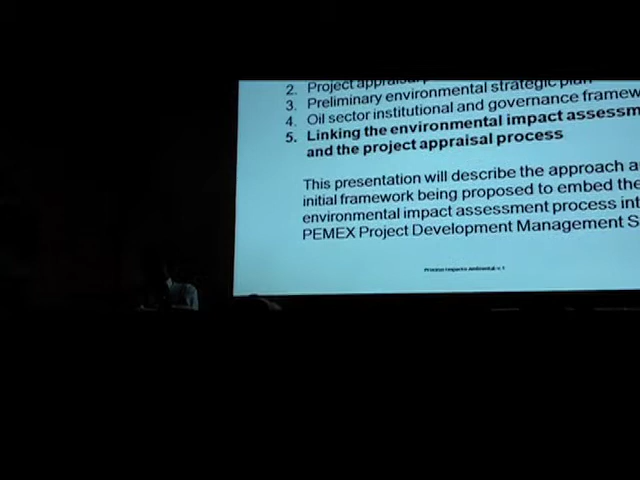 2. Project appraisal
3. Preliminary environmental strategic plan
4. Oil sector institutional and governance framew
5. Linking the environmental impact assessm
and the project appraisal process
This presentation will describe the approach a
initial framework being proposed to embed the
environmental impact assessment process int
PEMEX Project Development Management S